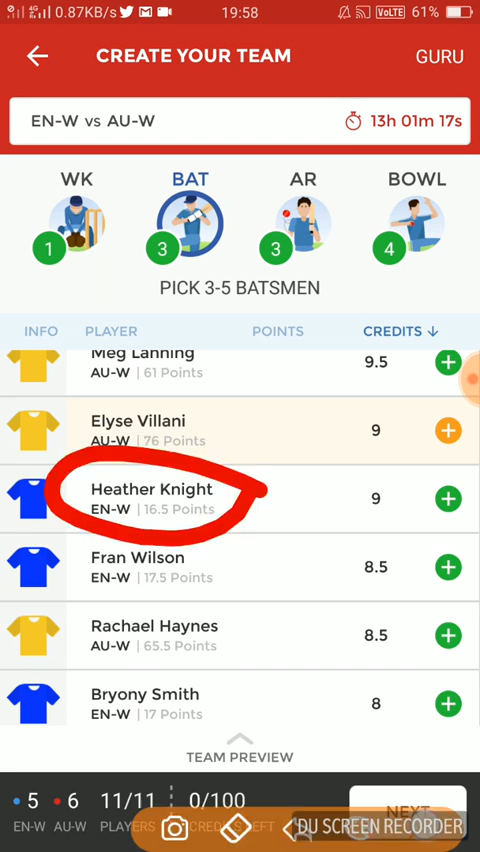 4G 0.87KB/s 19:58 VoLTE 61%
CREATE YOUR TEAM GURU
EN-W vs AU-W 13h 01m 17s
WK BAT AR BOWL
1 3 3 4
PICK 3-5 BATSMEN
INFO PLAYER POINTS CREDITS
Meg Lanning
AU-W | 61 Points 9.5
Elyse Villani
AU-W | 76 Points 9
Heather Knight
EN-W | 16.5 Points 9
Fran Wilson
EN-W | 17.5 Points 8.5
Rachael Haynes
AU-W | 65.5 Points 8.5
Bryony Smith
EN-W | 17 Points 8
TEAM PREVIEW
5 6 11/11 0/100 NEXT
EN-W AU-W PLAYERS CREDITS LEFT
DU SCREEN RECORDER